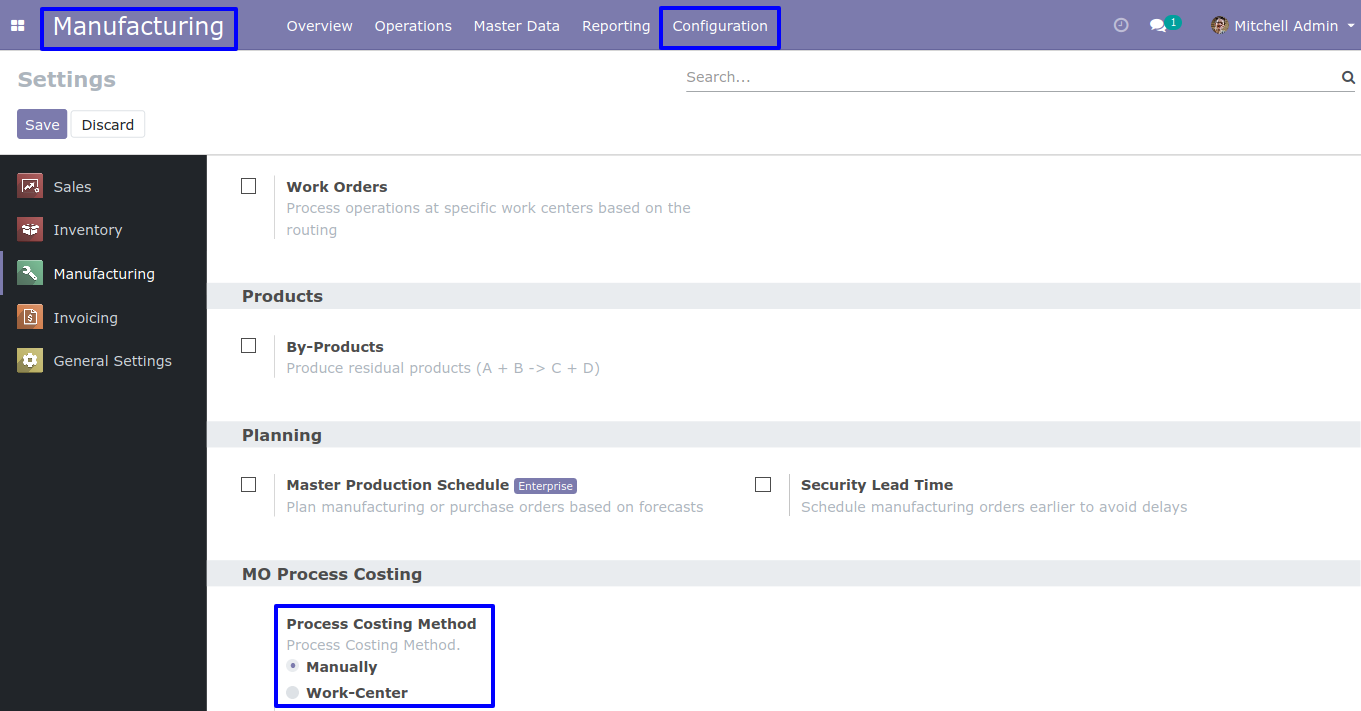 Manufacturing Overview Operations Master Data Reporting Configuration 1 Mitchell Admin
Settings Search...
Save Discard
Sales
Inventory
Manufacturing
Invoicing
General Settings
Work Orders
Process operations at specific work centers based on the
routing
Products
By-Products
Produce residual products (A + B -> C + D)
Planning
Master Production Schedule Enterprise
Plan manufacturing or purchase orders based on forecasts
Security Lead Time
Schedule manufacturing orders earlier to avoid delays
MO Process Costing
Process Costing Method
Process Costing Method.
Manually
Work-Center